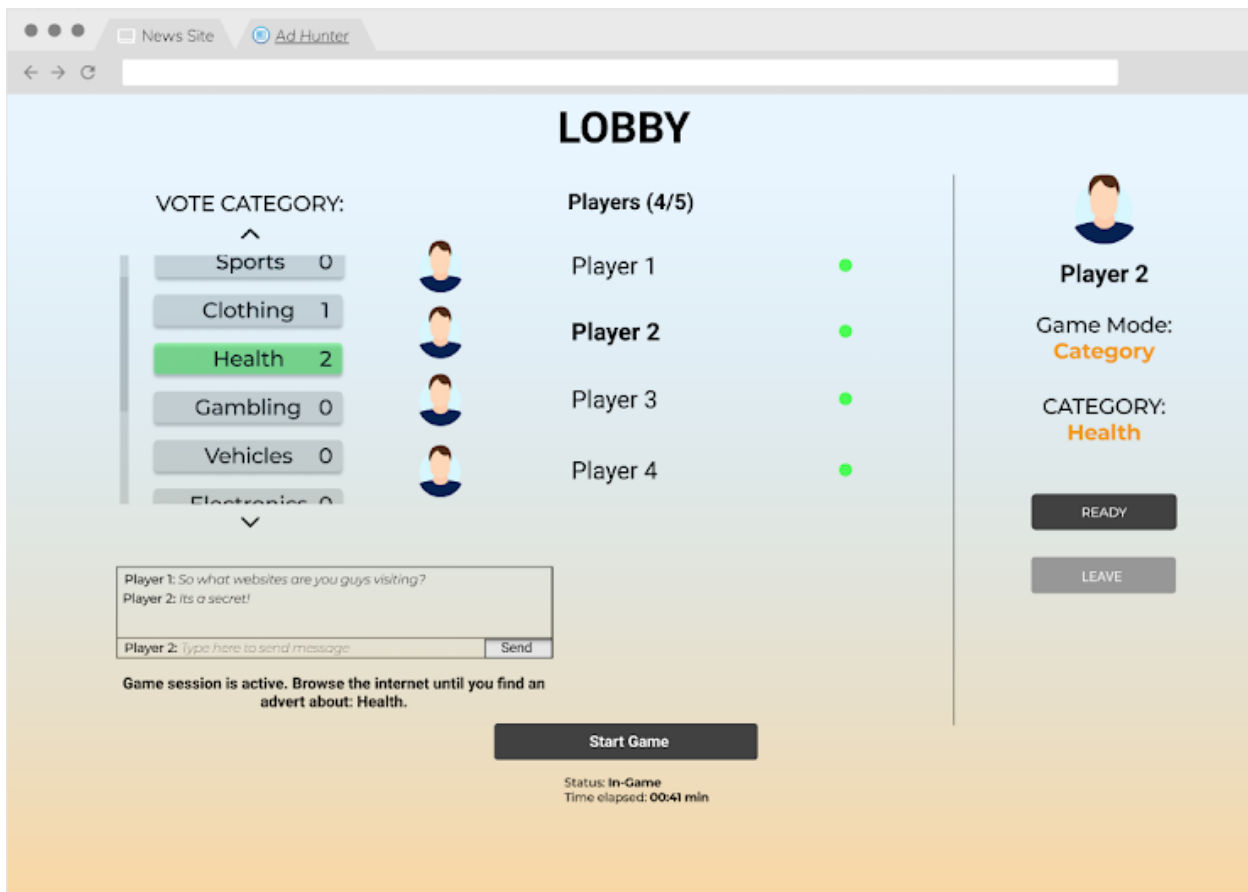 News Site
Ad Hunter
LOBBY
VOTE CATEGORY:
Sports 0
Clothing 1
Health 2
Gambling 0
Vehicles 0
Electronics 0
Players (4/5)
Player 1
Player 2
Player 3
Player 4
Player 2
Game Mode:
Category
CATEGORY:
Health
READY
LEAVE
Player 1: So what websites are you guys visiting?
Player 2: Its a secret!
Player 2: Type here to send message
Send
Game session is active. Browse the internet until you find an
advert about: Health.
Start Game
Status: In-Game
Time elapsed: 00:41 min